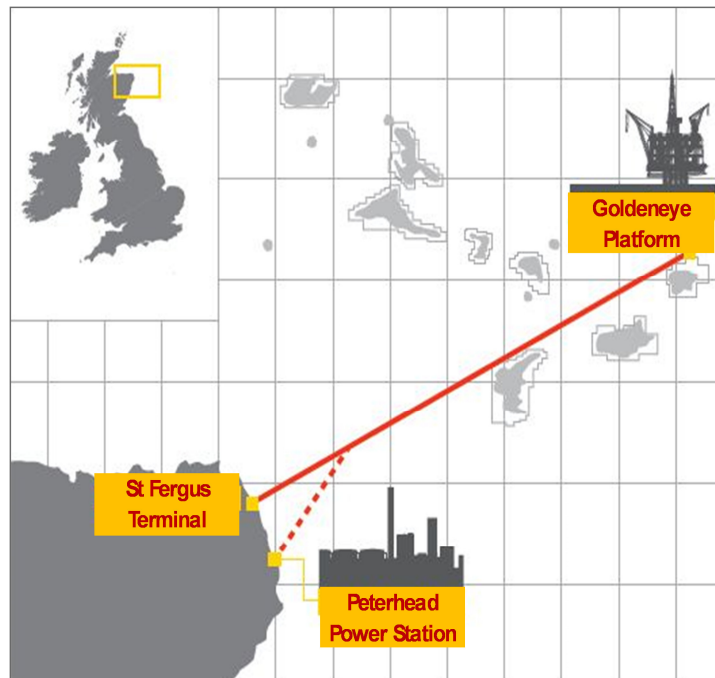 Goldeneye
Platform
St Fergus
Terminal
Peterhead
Power Station